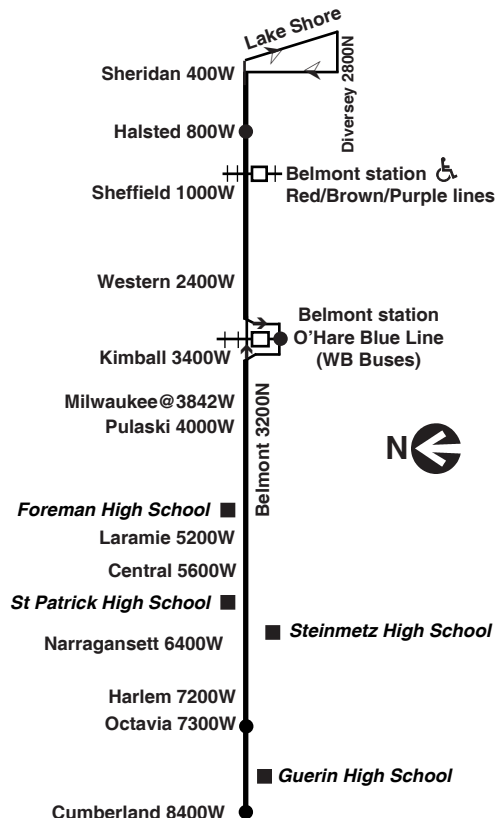 Lake Shore
Sheridan 400W
Diversey 2800N
Halsted 800W
Belmont station
Red/Brown/Purple lines
Sheffield 1000W
Western 2400W
Belmont station
O’Hare Blue Line
(WB Buses)
Kimball 3400W
Milwaukee@3842W
Pulaski 4000W
Belmont 3200N
N
Foreman High School
Laramie 5200W
Central 5600W
St Patrick High School
Steinmetz High School
Narragansett 6400W
Harlem 7200W
Octavia 7300W
Guerin High School
Cumberland 8400W